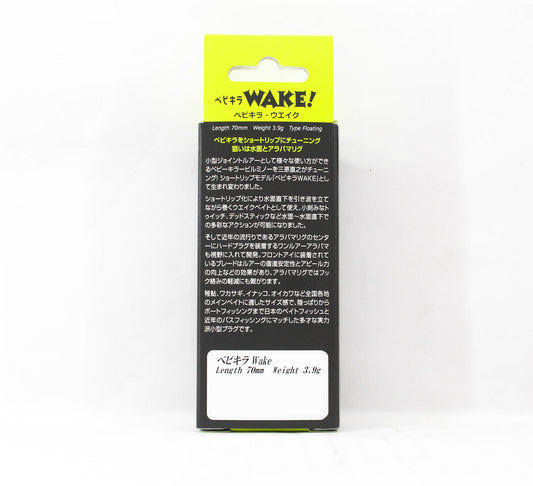 ベビキラ WAKE!
ベビキラ・ウエイク
Length 70mm Weight 3.9g Type Floating
ベビキラをショートリップにチューニング
狙いは水面とアラバマリグ
小型ジョイントルアーとして様々な使い方ができ
るベビーキラービルミノーを三原直之がチューニ
ング！ショートリップモデル「ベビキラWAKE」とし
て生まれ変わりました。
ショートリップ化により水面直下を引き波を立て
ながら巻くウエイクベイトとして使え、小刻みなト
ゥイッチ、デッドスティックなど水面～水面直下で
の多彩なアクションが可能になりました。
そして近年の流行りであるアラバマリグのセンター
にハードプラグを装着するワンルアーアラバマ
も視野に入れて開発。フロントアイに装着されて
いるブレードはルアーの直進安定性とアピール力
の向上などの効果があり、アラバマリグではフッ
ク絡みの軽減にも繋がります。
稚鮎、ワカサギ、イナッコ、オイカワなど全国各地
のメインベイトに適したサイズ感で、陸っぱりから
ボートフィッシングまで日本のベイトフィッシュと
近年のバスフィッシングにマッチした多才な実力
派小型プラグです。
ベビキラ Wake
Length 70mm Weight 3.9g